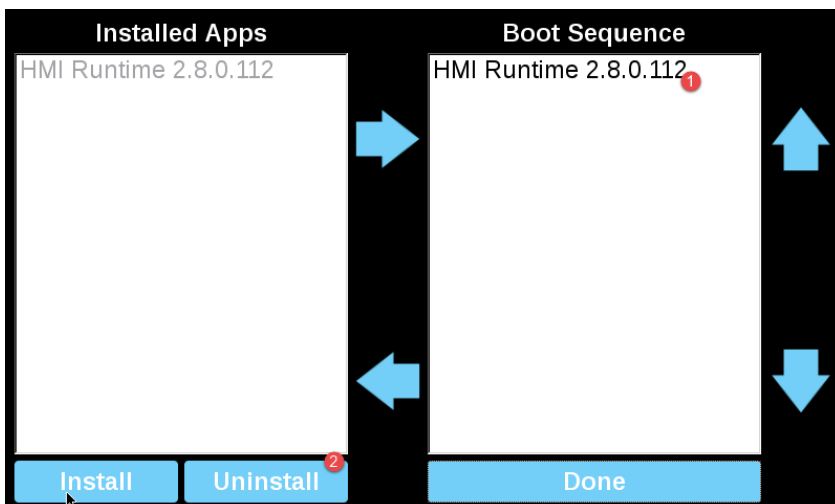 Installed Apps
Boot Sequence
HMI Runtime 2.8.0.112
HMI Runtime 2.8.0.112
1
2
Install
Uninstall
Done